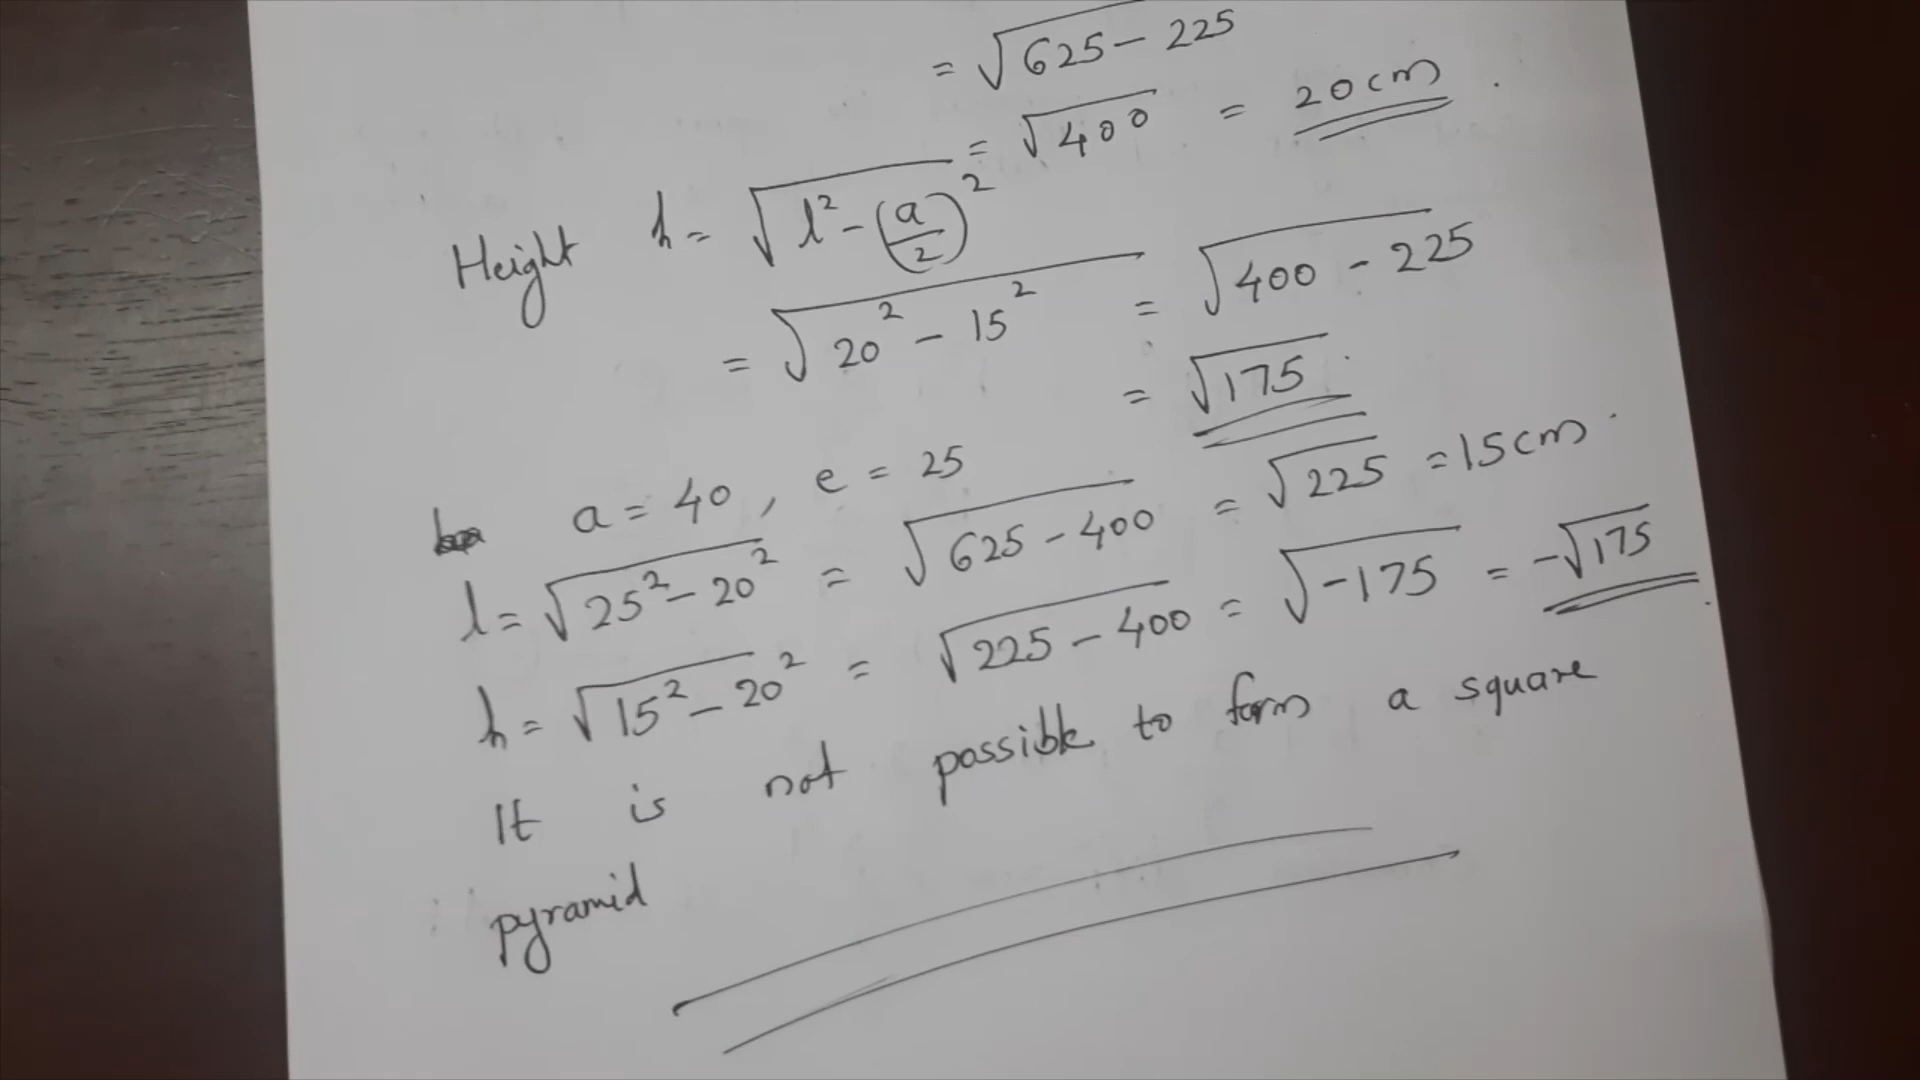 = √625 - 225
= √400 = 20cm.
Height h = √l² - (a/2)²
= √20² - 15² = √400 - 225
= √175
a = 40, e = 25
l = √25² - 20² = √625 - 400 = √225 = 15cm.
h = √15² - 20² = √225 - 400 = √-175 = -√175.
It is not possible to form a square
pyramid